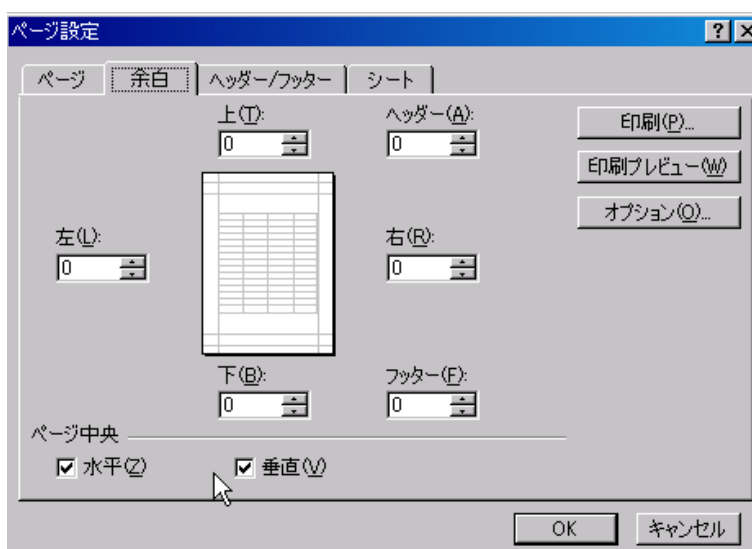 ページ設定
ページ 余白 ヘッダー/フッター シート
上(T): ヘッダー(A):
0 0
印刷(P)...
印刷プレビュー(W)
オプション(O)...
左(L): 右(R):
0 0
下(B): フッター(F):
0 0
ページ中央
水平(Z) 垂直(V)
OK キャンセル